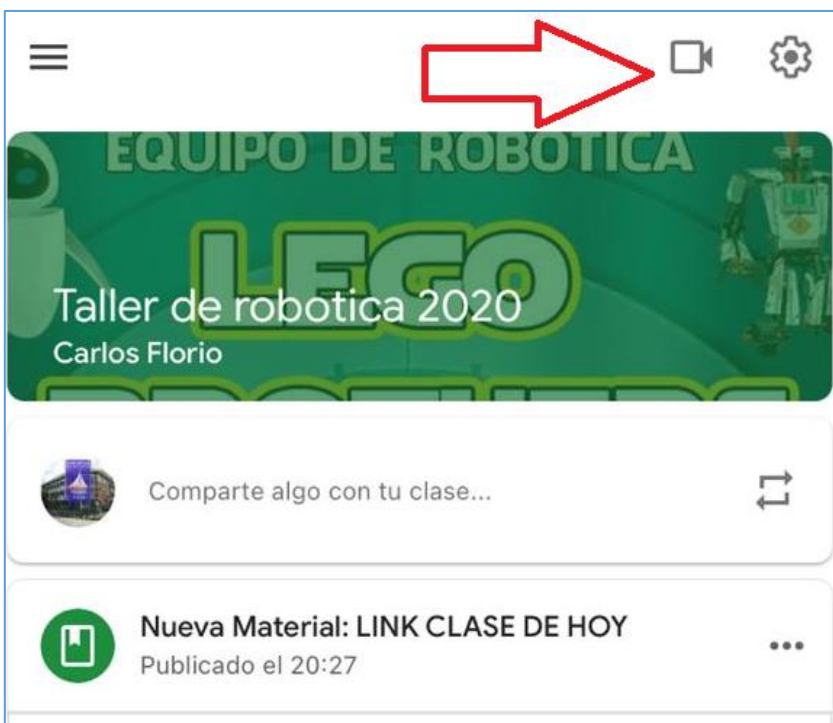 EQUIPO DE ROBOTICA
LEGO
Taller de robotica 2020
Carlos Florio
Comparte algo con tu clase...
Nueva Material: LINK CLASE DE HOY
Publicado el 20:27